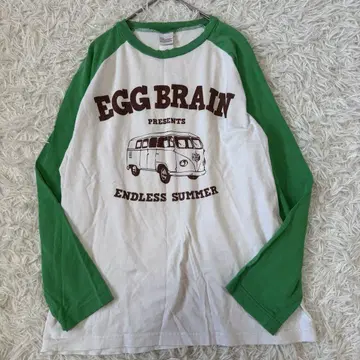 EGG BRAIN
PRESENTS
ENDLESS SUMMER